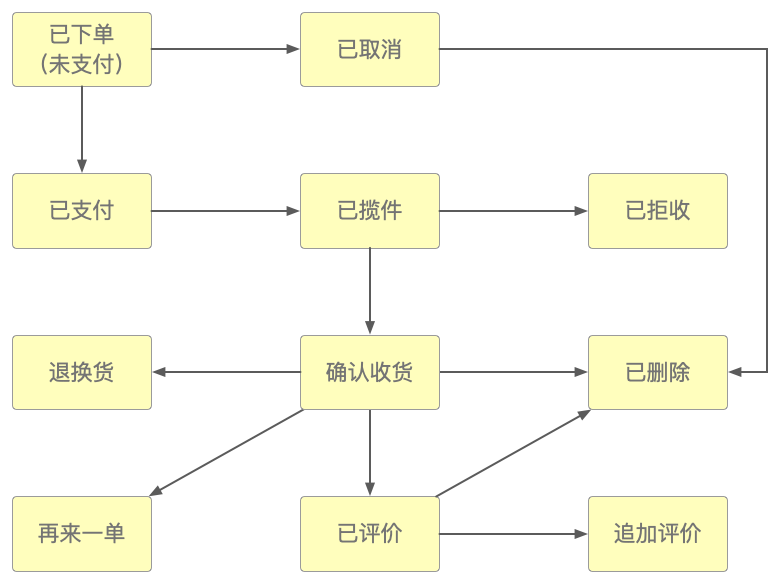 已下单
（未支付）
已取消
已支付
已揽件
已拒收
退换货
确认收货
已删除
再来一单
已评价
追加评价